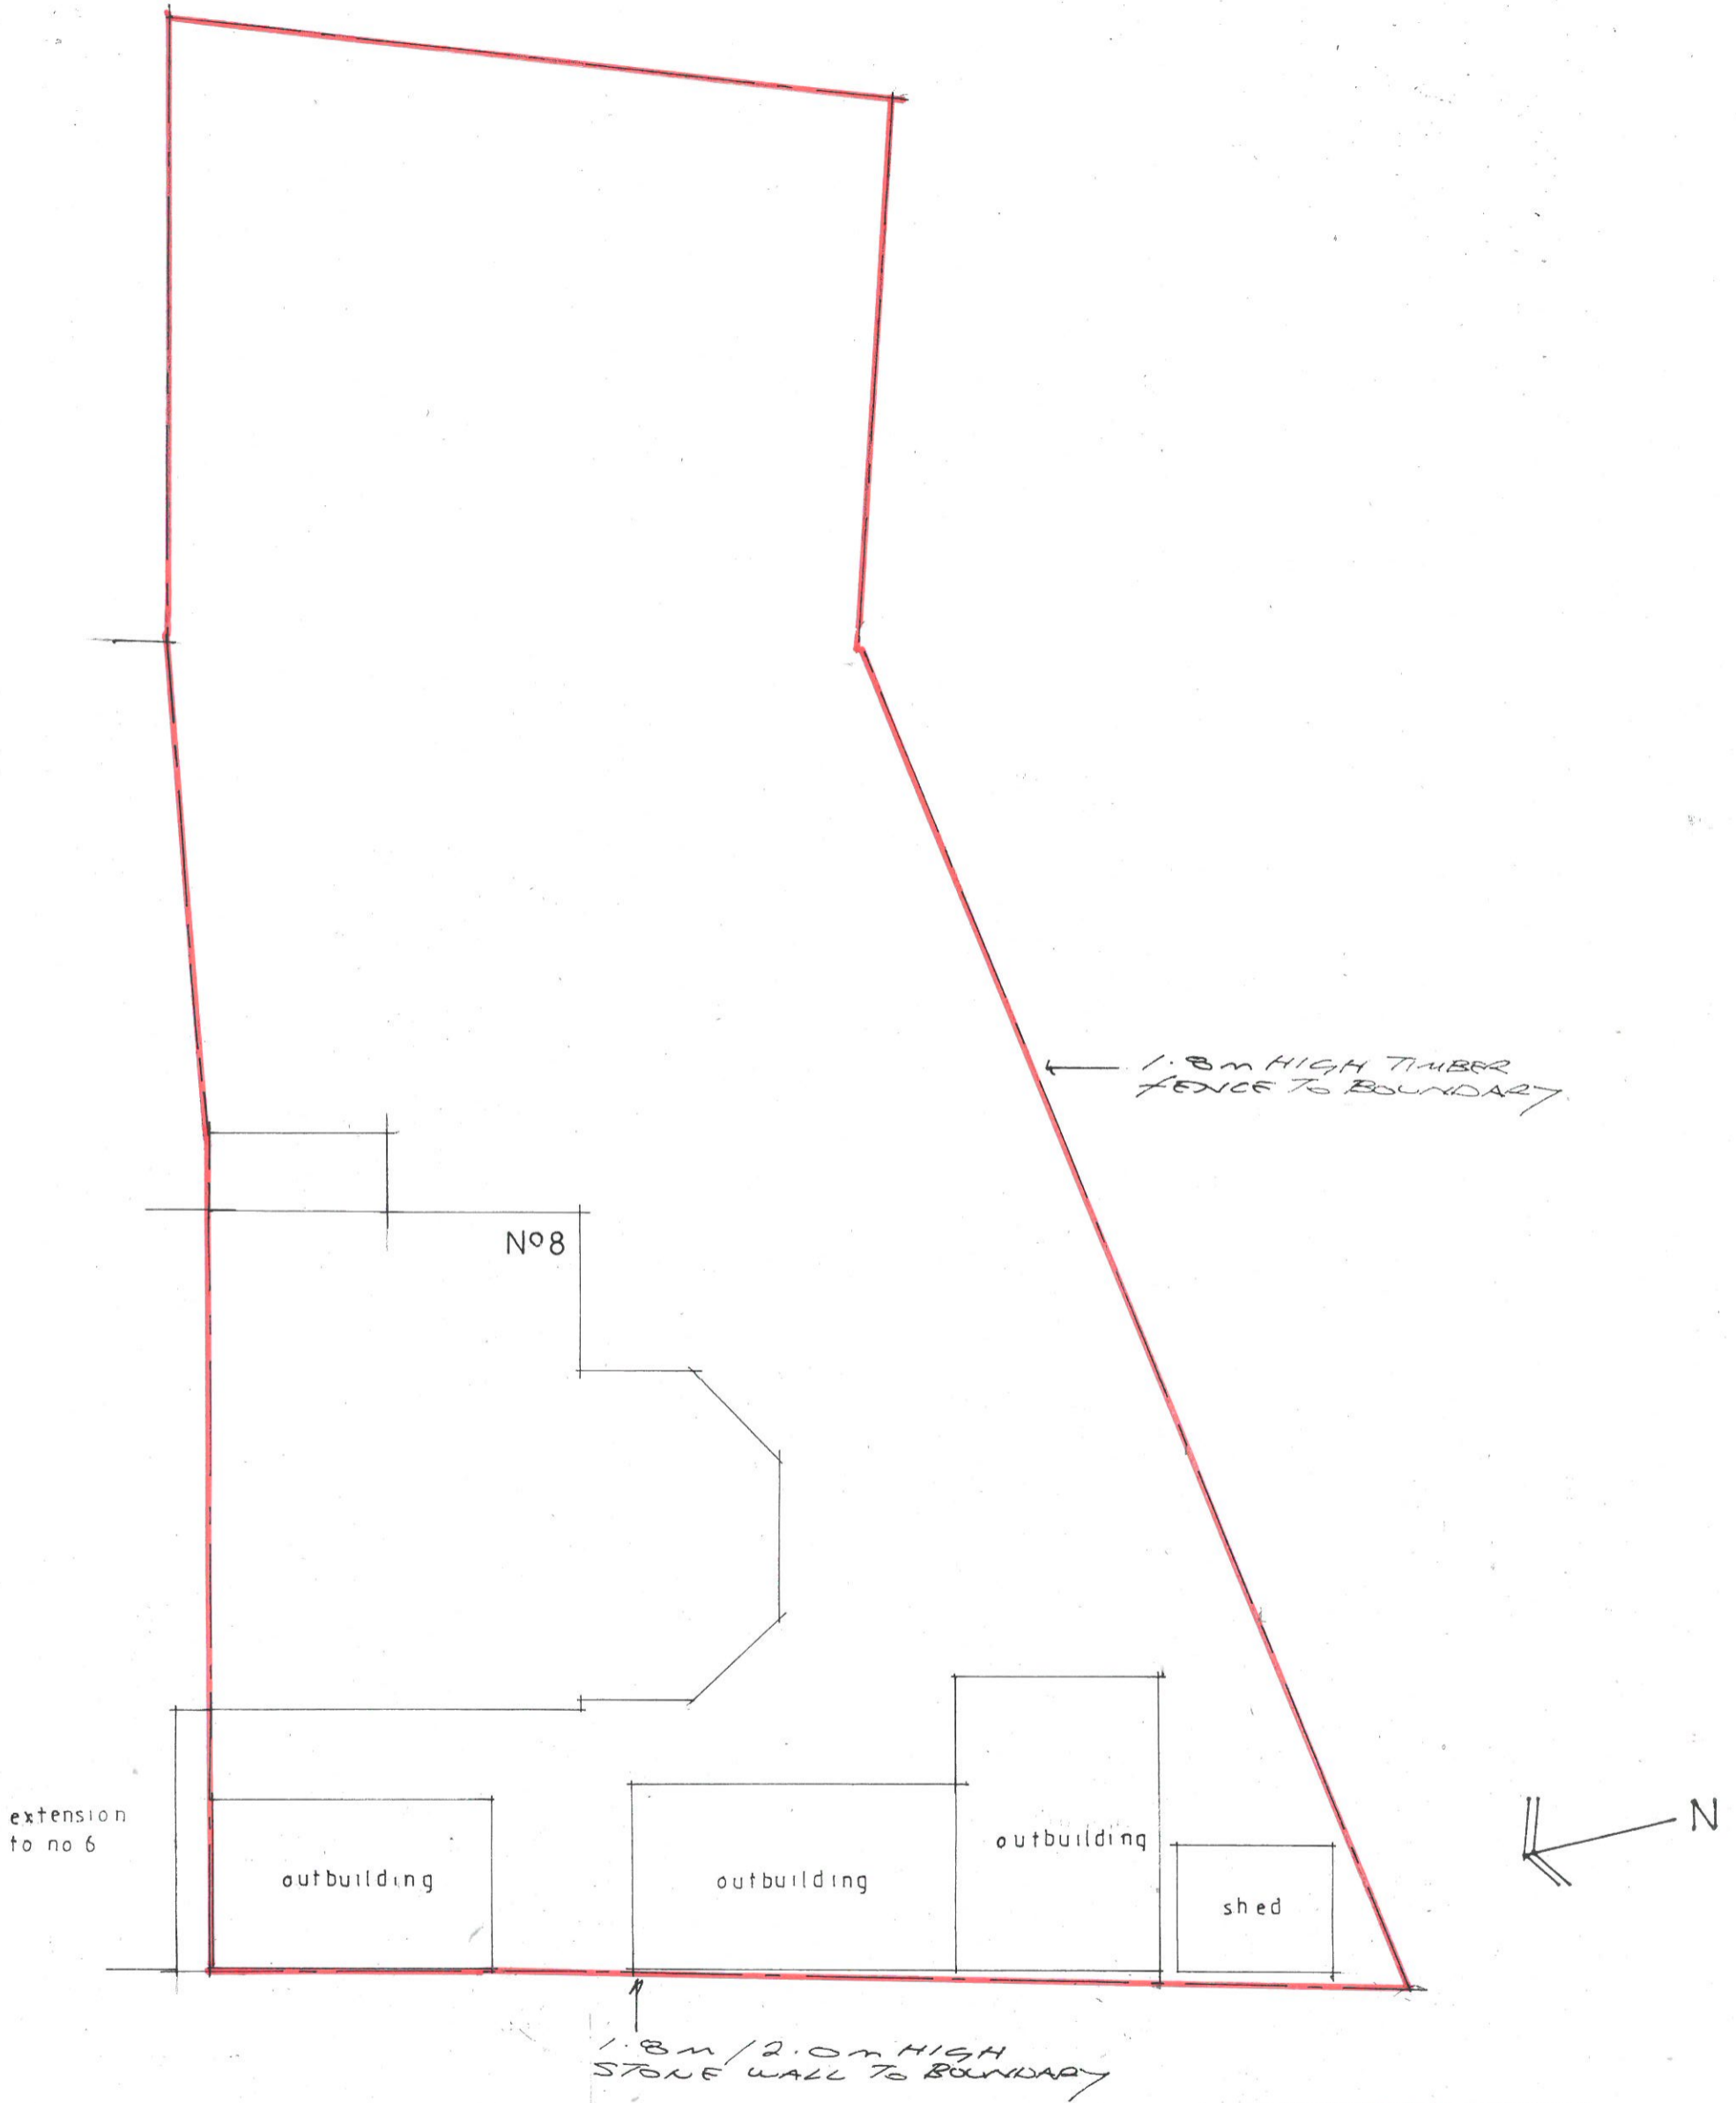 1.8m HIGH TIMBER
FENCE TO BOUNDARY.
Nº8
extension
to no 6
outbuilding
outbuilding
outbuilding
shed
N
1.8m / 2.0m HIGH
STONE WALL TO BOUNDARY